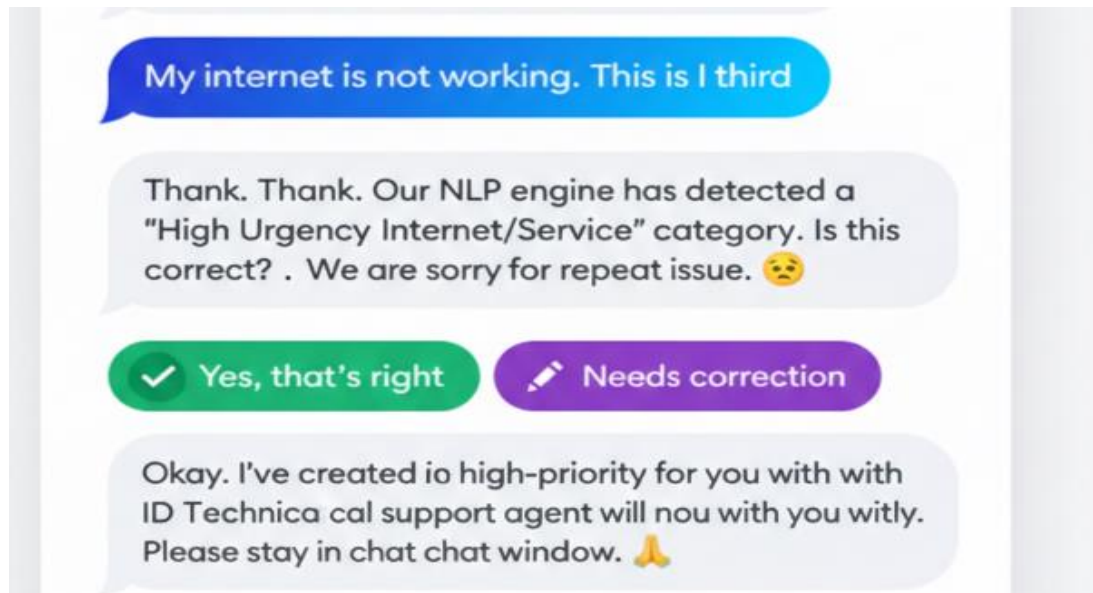 My internet is not working. This is I third
Thank. Thank. Our NLP engine has detected a
"High Urgency Internet/Service" category. Is this
correct? . We are sorry for repeat issue. 😟
Yes, that's right
Needs correction
Okay. I've created io high-priority for you with with
ID Technica cal support agent will nou with you witly.
Please stay in chat chat window. 🙏